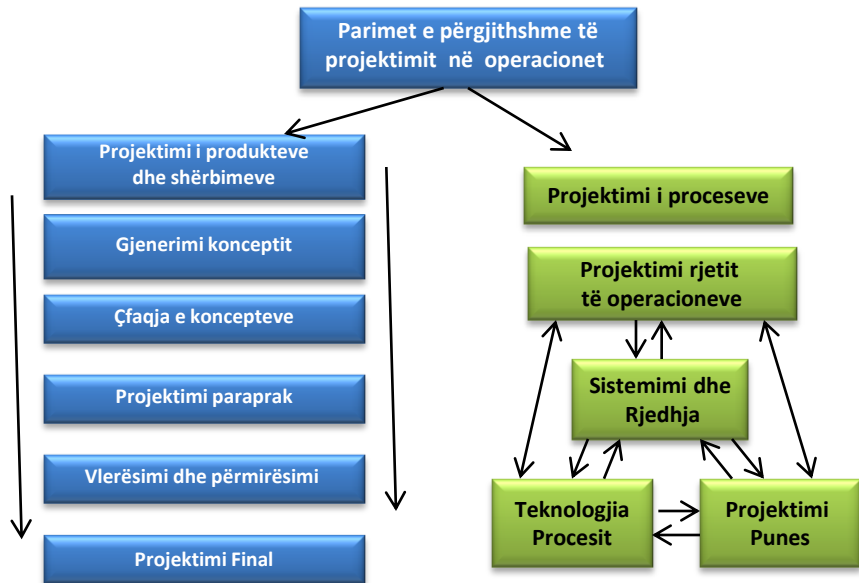 Parimet e përgjithshme të
projektimit në operacionet
Projektimi i produkteve
dhe shërbimeve
Gjenerimi konceptit
Çfaqja e koncepteve
Projektimi paraprak
Vlerësimi dhe përmirësimi
Projektimi Final
Projektimi i proceseve
Projektimi rjetit
të operacioneve
Sistemimi dhe
Rjedhja
Teknologjia
Procesit
Projektimi
Punes